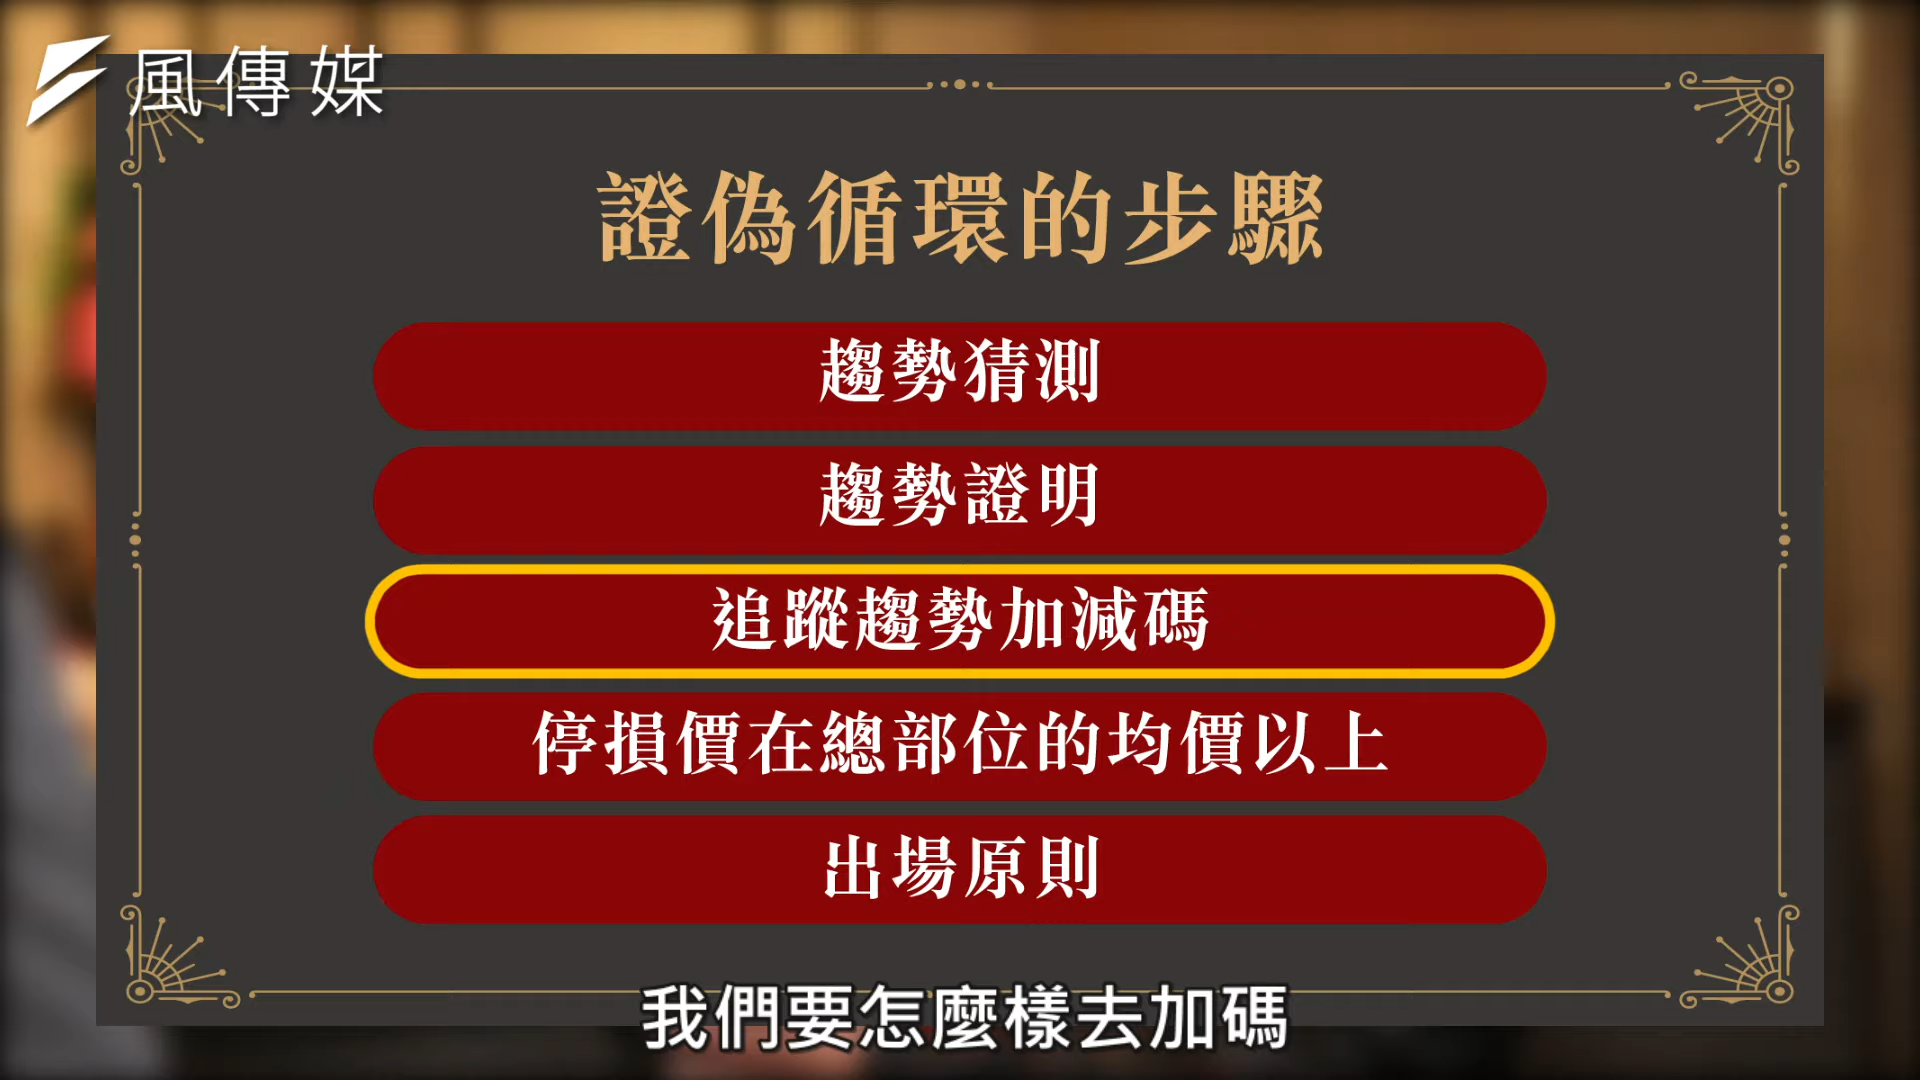 風傳媒
證偽循環的步驟
趨勢猜測
趨勢證明
追蹤趨勢加減碼
停損價在總部位的均價以上
出場原則
我們要怎麼樣去加碼